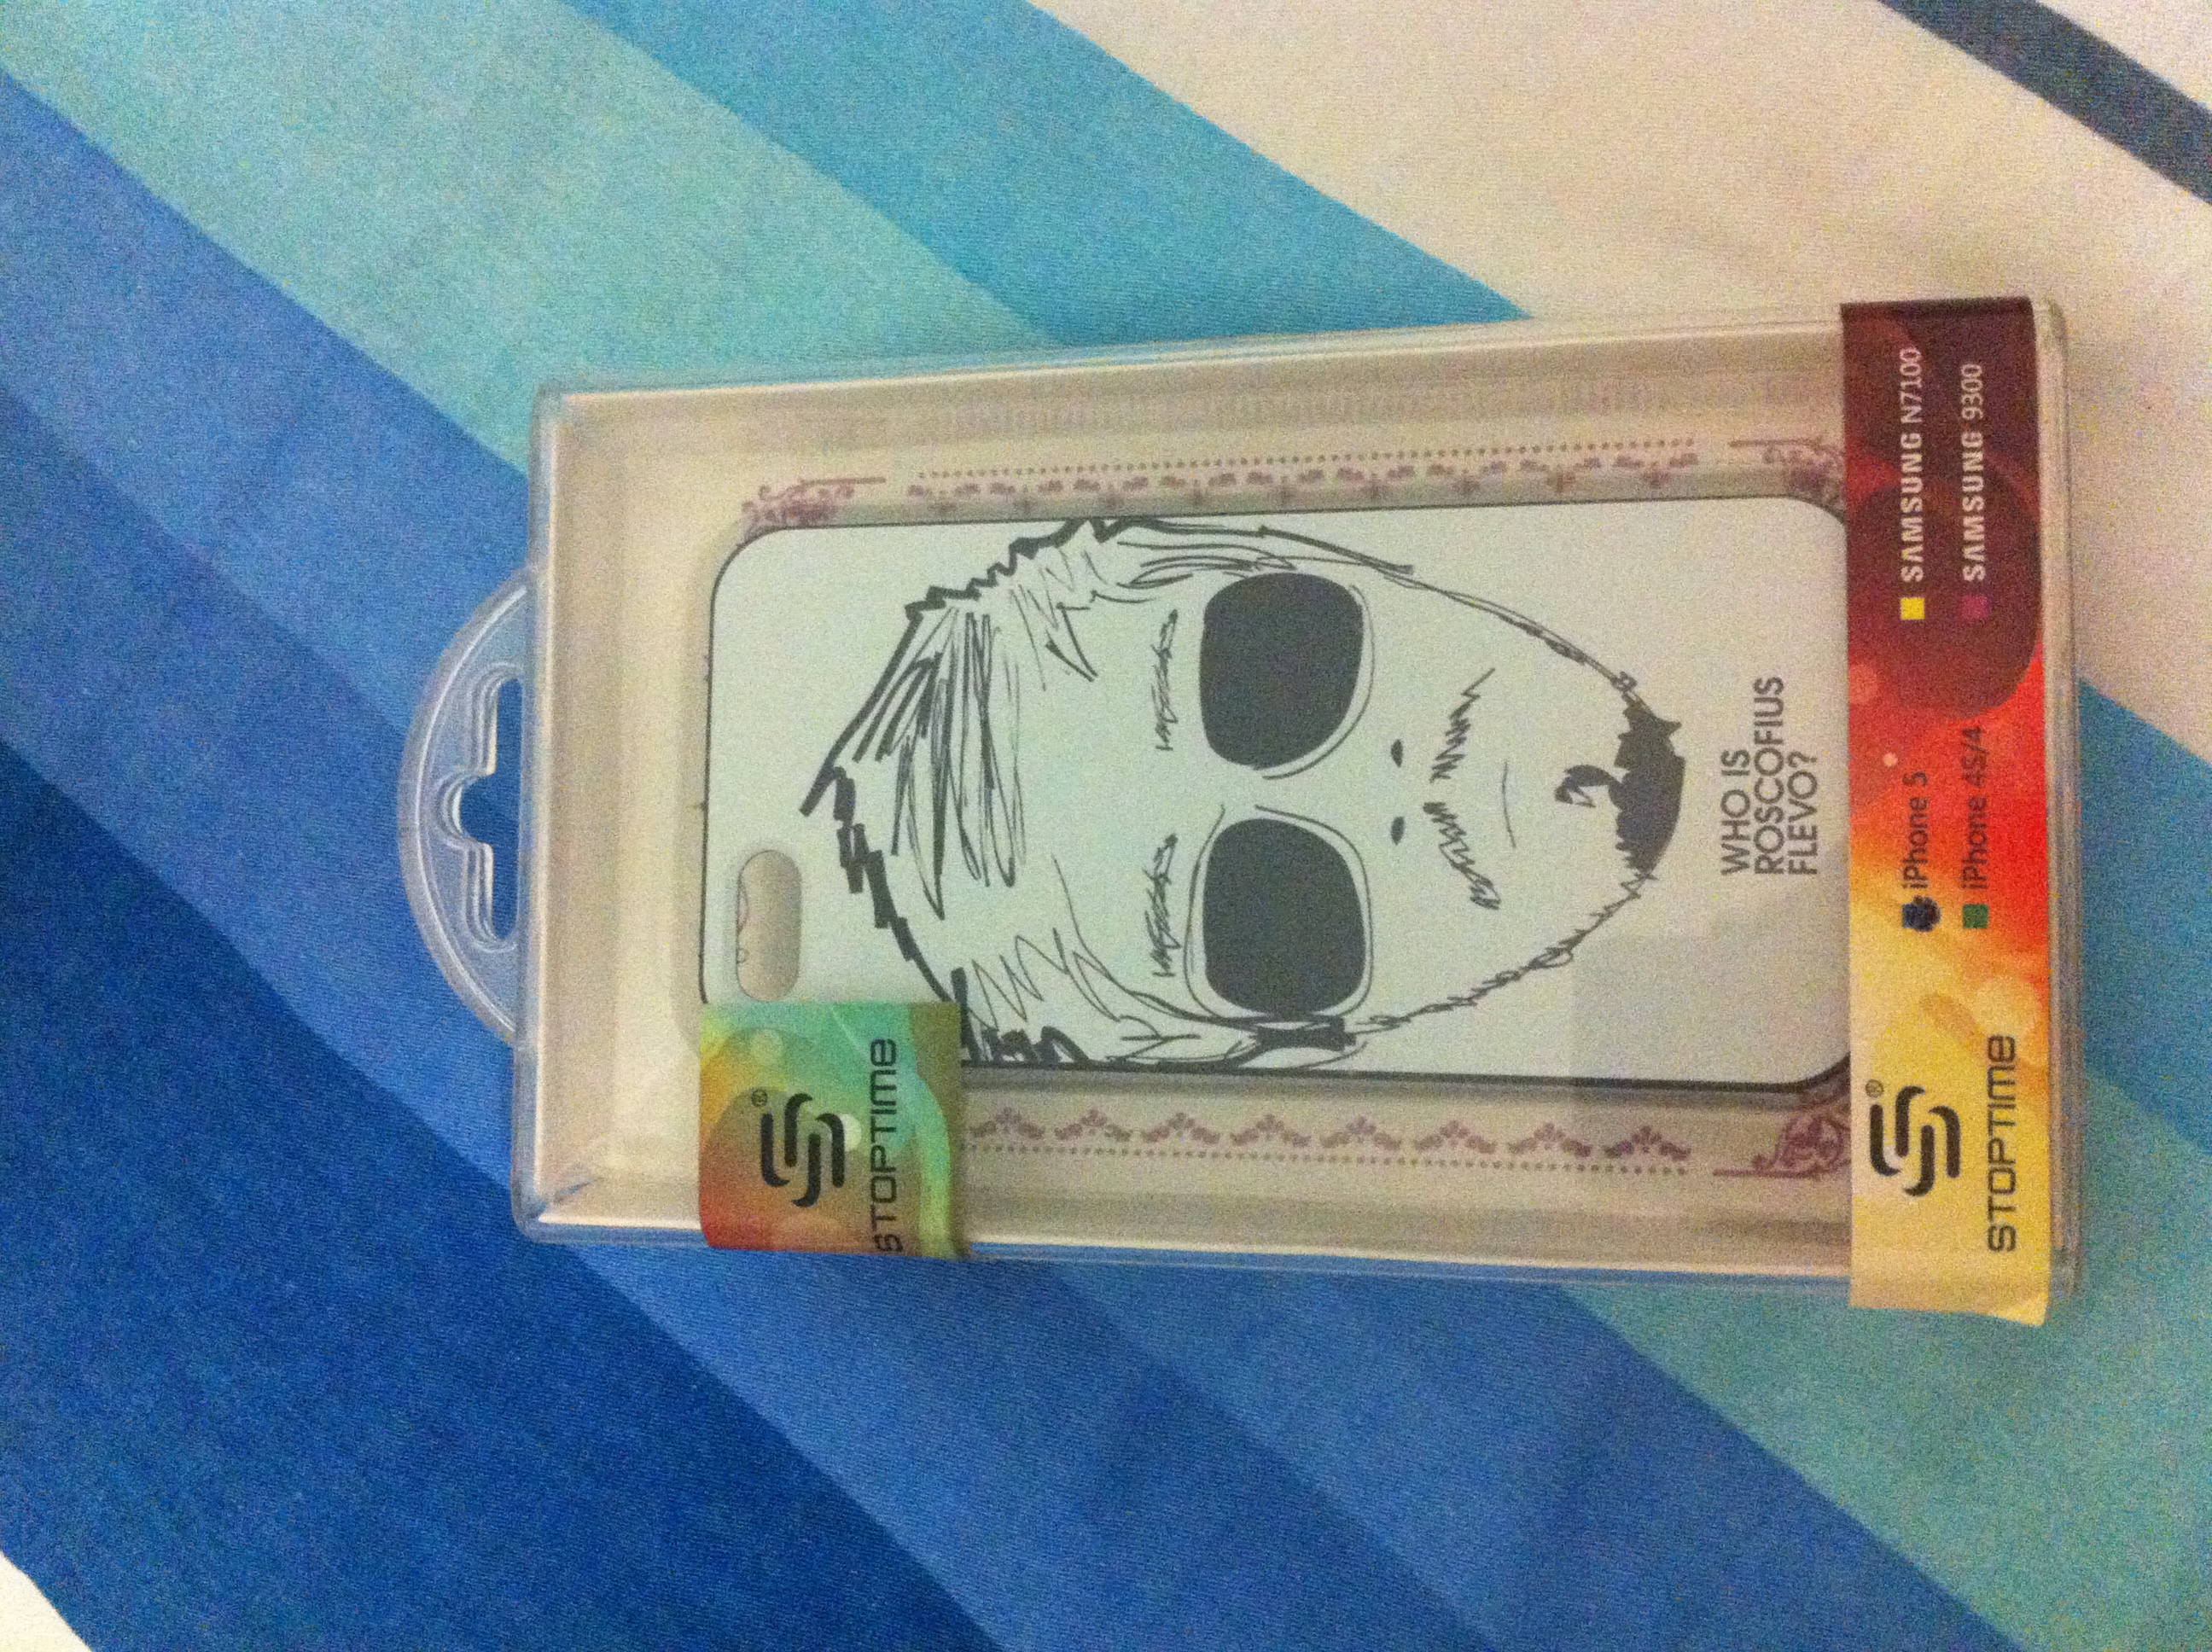 ® STOPTIME
WHO IS
ROSCOFIUS
FLEVO?
® STOPTIME
iPhone 5
iPhone 4S/4
SAMSUNG N7100
SAMSUNG 9300